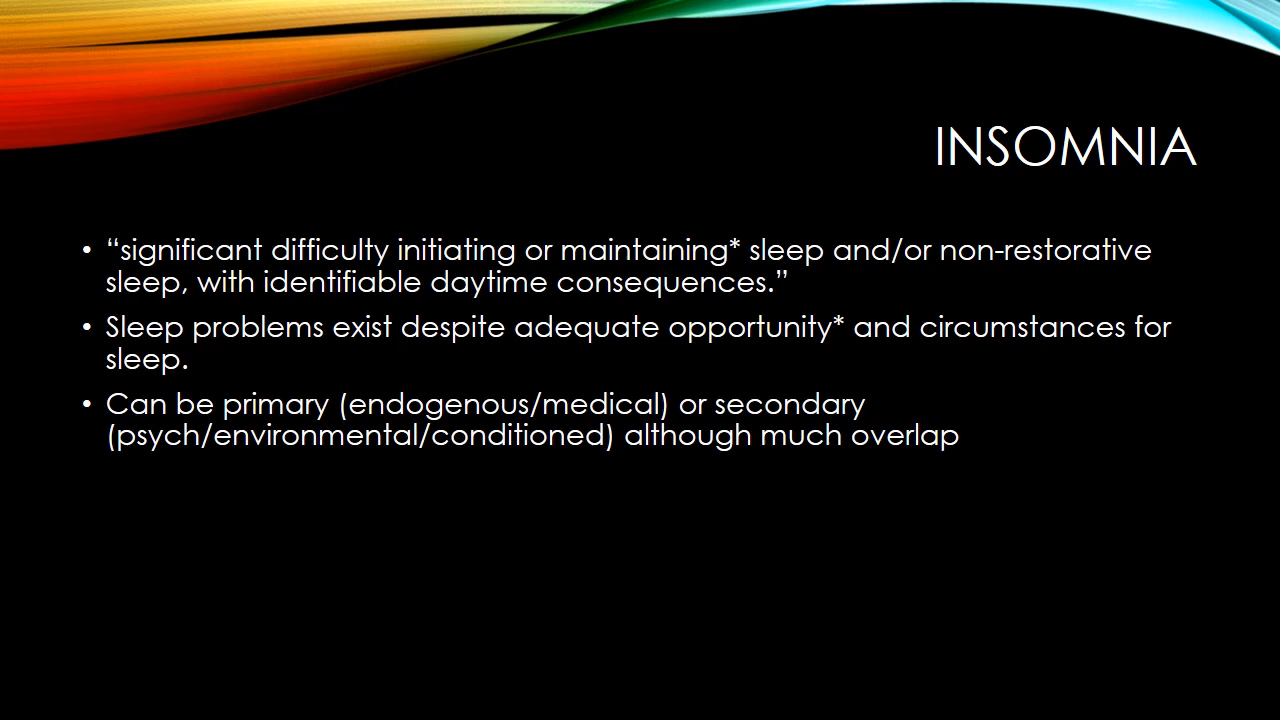 INSOMNIA
• “significant difficulty initiating or maintaining* sleep and/or non-restorative
sleep, with identifiable daytime consequences.”
• Sleep problems exist despite adequate opportunity* and circumstances for
sleep.
• Can be primary (endogenous/medical) or secondary
(psych/environmental/conditioned) although much overlap